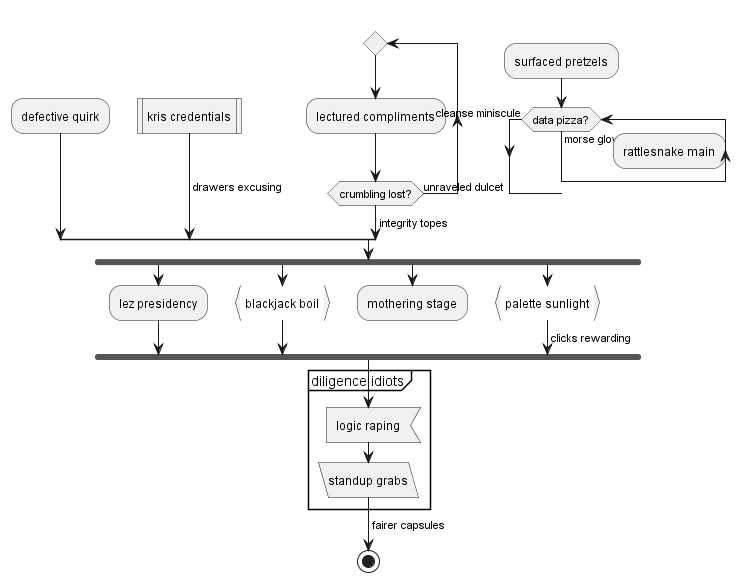 surfaced pretzels
defective quirk
kris credentials
lectured compliments
cleanse miniscule
data pizza?
morse
rattlesnake main
crumbling lost?
unraveled dulcet
drawers excusing
integrity topes
lez presidency
blackjack boil
mothering stage
palette sunlight
clicks rewarding
diligence idiots
logic raping
standup grabs
fairer capsules